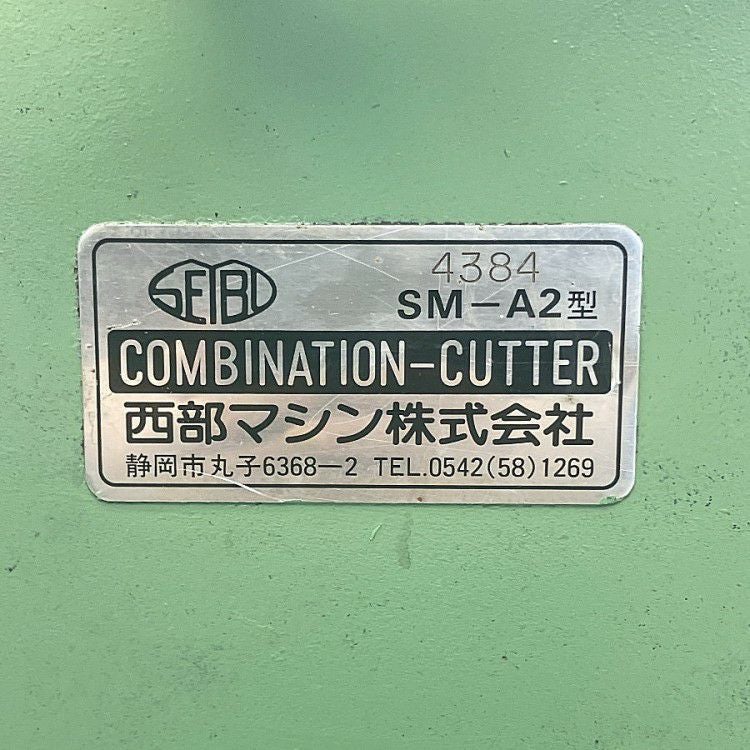 SEIBU
4384
SM-A2型
COMBINATION-CUTTER
西部マシン株式会社
静岡市丸子6368-2 TEL.0542(58)1269